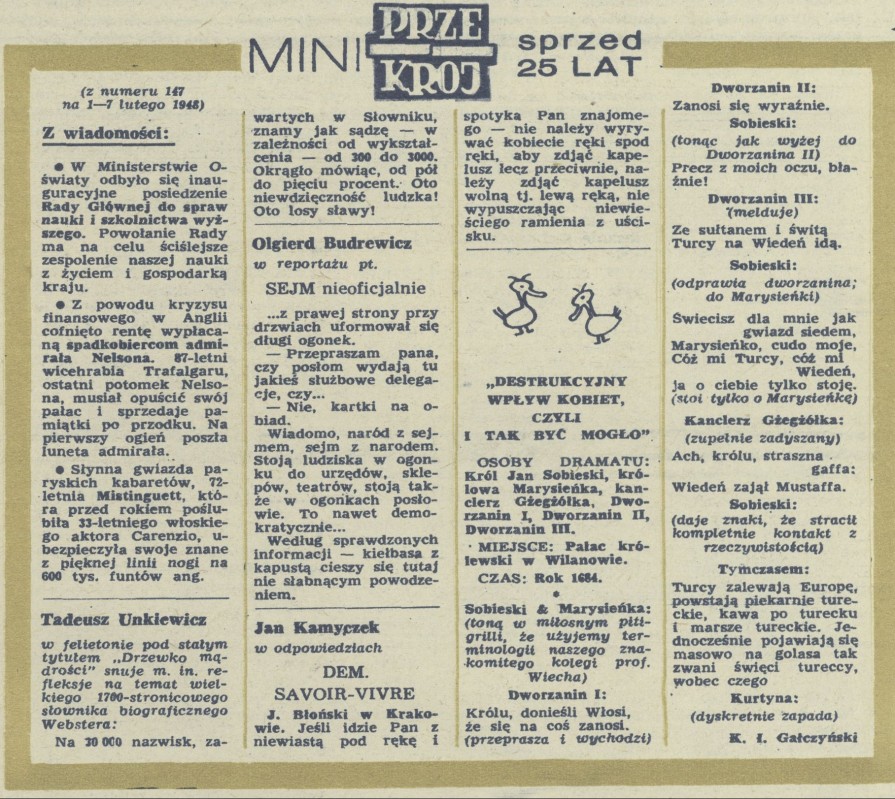 MINI PRZEKROJ sprzed 25 LAT
(z numeru 147
na 1—7 lutego 1948)
Z wiadomości:
● W Ministerstwie O-
światy odbyło się inau-
guracyjne posiedzenie
Rady Głównej do spraw
nauki i szkolnictwa wyż-
szego. Powołanie Rady
ma na celu ściślejsze
zespolenie naszej nauki
z życiem i gospodarką
kraju.
● Z powodu kryzysu
finansowego w Anglii
cofnięto rentę wypłaca-
ną spadkobiercom admi-
rała Nelsona. 87-letni
wicehrabia Trafalgaru,
ostatni potomek Nelso-
na, musiał opuścić swój
pałac i sprzedaje pa-
miątki po przodku. Na
pierwszy ogień poszła
luneta admirała.
● Słynna gwiazda pa-
ryskich kabaretów, 72-
letnia Mistinguett, któ-
ra przed rokiem poślu-
biła 33-letniego włoskie-
go aktora Carenzio, u-
bezpieczyła swoje znane
z pięknej linii nogi na
600 tys. funtów ang.
Tadeusz Unkiewicz
w felietonie pod stałym
tytułem „Drzewko mą-
drości” snuje m. in. re-
fleksje na temat wiel-
kiego 1700-stronicowego
słownika biograficznego
Webstera:
Na 30 000 nazwisk, za-
wartych w Słowniku,
znamy jak sądzę — w
zależności od wykształ-
cenia — od 300 do 3000.
Okrągło mówiąc, od pół
do pięciu procent. Oto
niewdzięczność ludzka!
Oto losy sławy!
Olgierd Budrewicz
w reportażu pt.
SEJM nieoficjalnie
...z prawej strony przy
drzwiach uformował się
długi ogonek.
— Przepraszam pana,
czy posłom wydają tu
jakieś służbowe delega-
cje, czy...
— Nie, kartki na o-
biad.
Wiadomo, naród z sej-
mem, sejm z narodem.
Stoją ludziska w ogon-
ku do urzędów, skle-
pów, teatrów, stoją tak-
że w ogonkach posło-
wie. To nawet demo-
kratycznie...
Według sprawdzonych
informacji — kiełbasa z
kapustą cieszy się tutaj
nie słabnącym powodze-
niem.
Jan Kamyczek
w odpowiedziach
DEM.
SAVOIR-VIVRE
J. Błoński w Krako-
wie. Jeśli idzie Pan z
niewiastą pod rękę i
spotyka Pan znajome-
go — nie należy wyry-
wać kobiecie ręki spod
ręki, aby zdjąć kape-
lusz lecz przeciwnie, na-
leży zdjąć kapelusz
wolną tj. lewą ręką, nie
wypuszczając niewie-
ściego ramienia z uści-
sku.
„DESTRUKCYJNY
WPŁYW KOBIET,
CZYLI
I TAK BYĆ MOGŁO”
OSOBY DRAMATU:
Król Jan Sobieski, kró-
lowa Marysieńka, kan-
clerz Gżegżółka, Dwo-
rzanin I, Dworzanin II,
Dworzanin III.
MIEJSCE: Pałac kró-
lewski w Wilanowie.
CZAS: Rok 1684.
*
Sobieski & Marysieńka:
(toną w miłosnym piti-
grilli, że użyjemy ter-
minologii naszego zna-
komitego kolegi prof.
Wiecha)
Dworzanin I:
Królu, donieśli Włosi,
że się na coś zanosi.
(przeprasza i wychodzi)
Dworzanin II:
Zanosi się wyraźnie.
Sobieski:
(tonąc jak wyżej do
Dworzanina II)
Precz z moich oczu, bła-
źnie!
Dworzanin III:
(melduje)
Ze sułtanem i świtą
Turcy na Wiedeń idą.
Sobieski:
(odprawia dworzanina;
do Marysieńki)
Świecisz dla mnie jak
gwiazd siedem,
Marysieńko, cudo moje,
Cóż mi Turcy, cóż mi
Wiedeń,
ja o ciebie tylko stoję.
(stoi tylko o Marysieńkę)
Kanclerz Gżegżółka:
(zupełnie zadyszany)
Ach, królu, straszna
gaffa:
Wiedeń zajął Mustaffa.
Sobieski:
(daje znaki, że stracił
kompletnie kontakt z
rzeczywistością)
Tymczasem:
Turcy zalewają Europę,
powstają piekarnie ture-
ckie, kawa po turecku
i marsze tureckie. Je-
dnocześnie pojawiają się
masowo na golasa tak
zwani święci tureccy,
wobec czego
Kurtyna:
(dyskretnie zapada)
K. I. Gałczyński